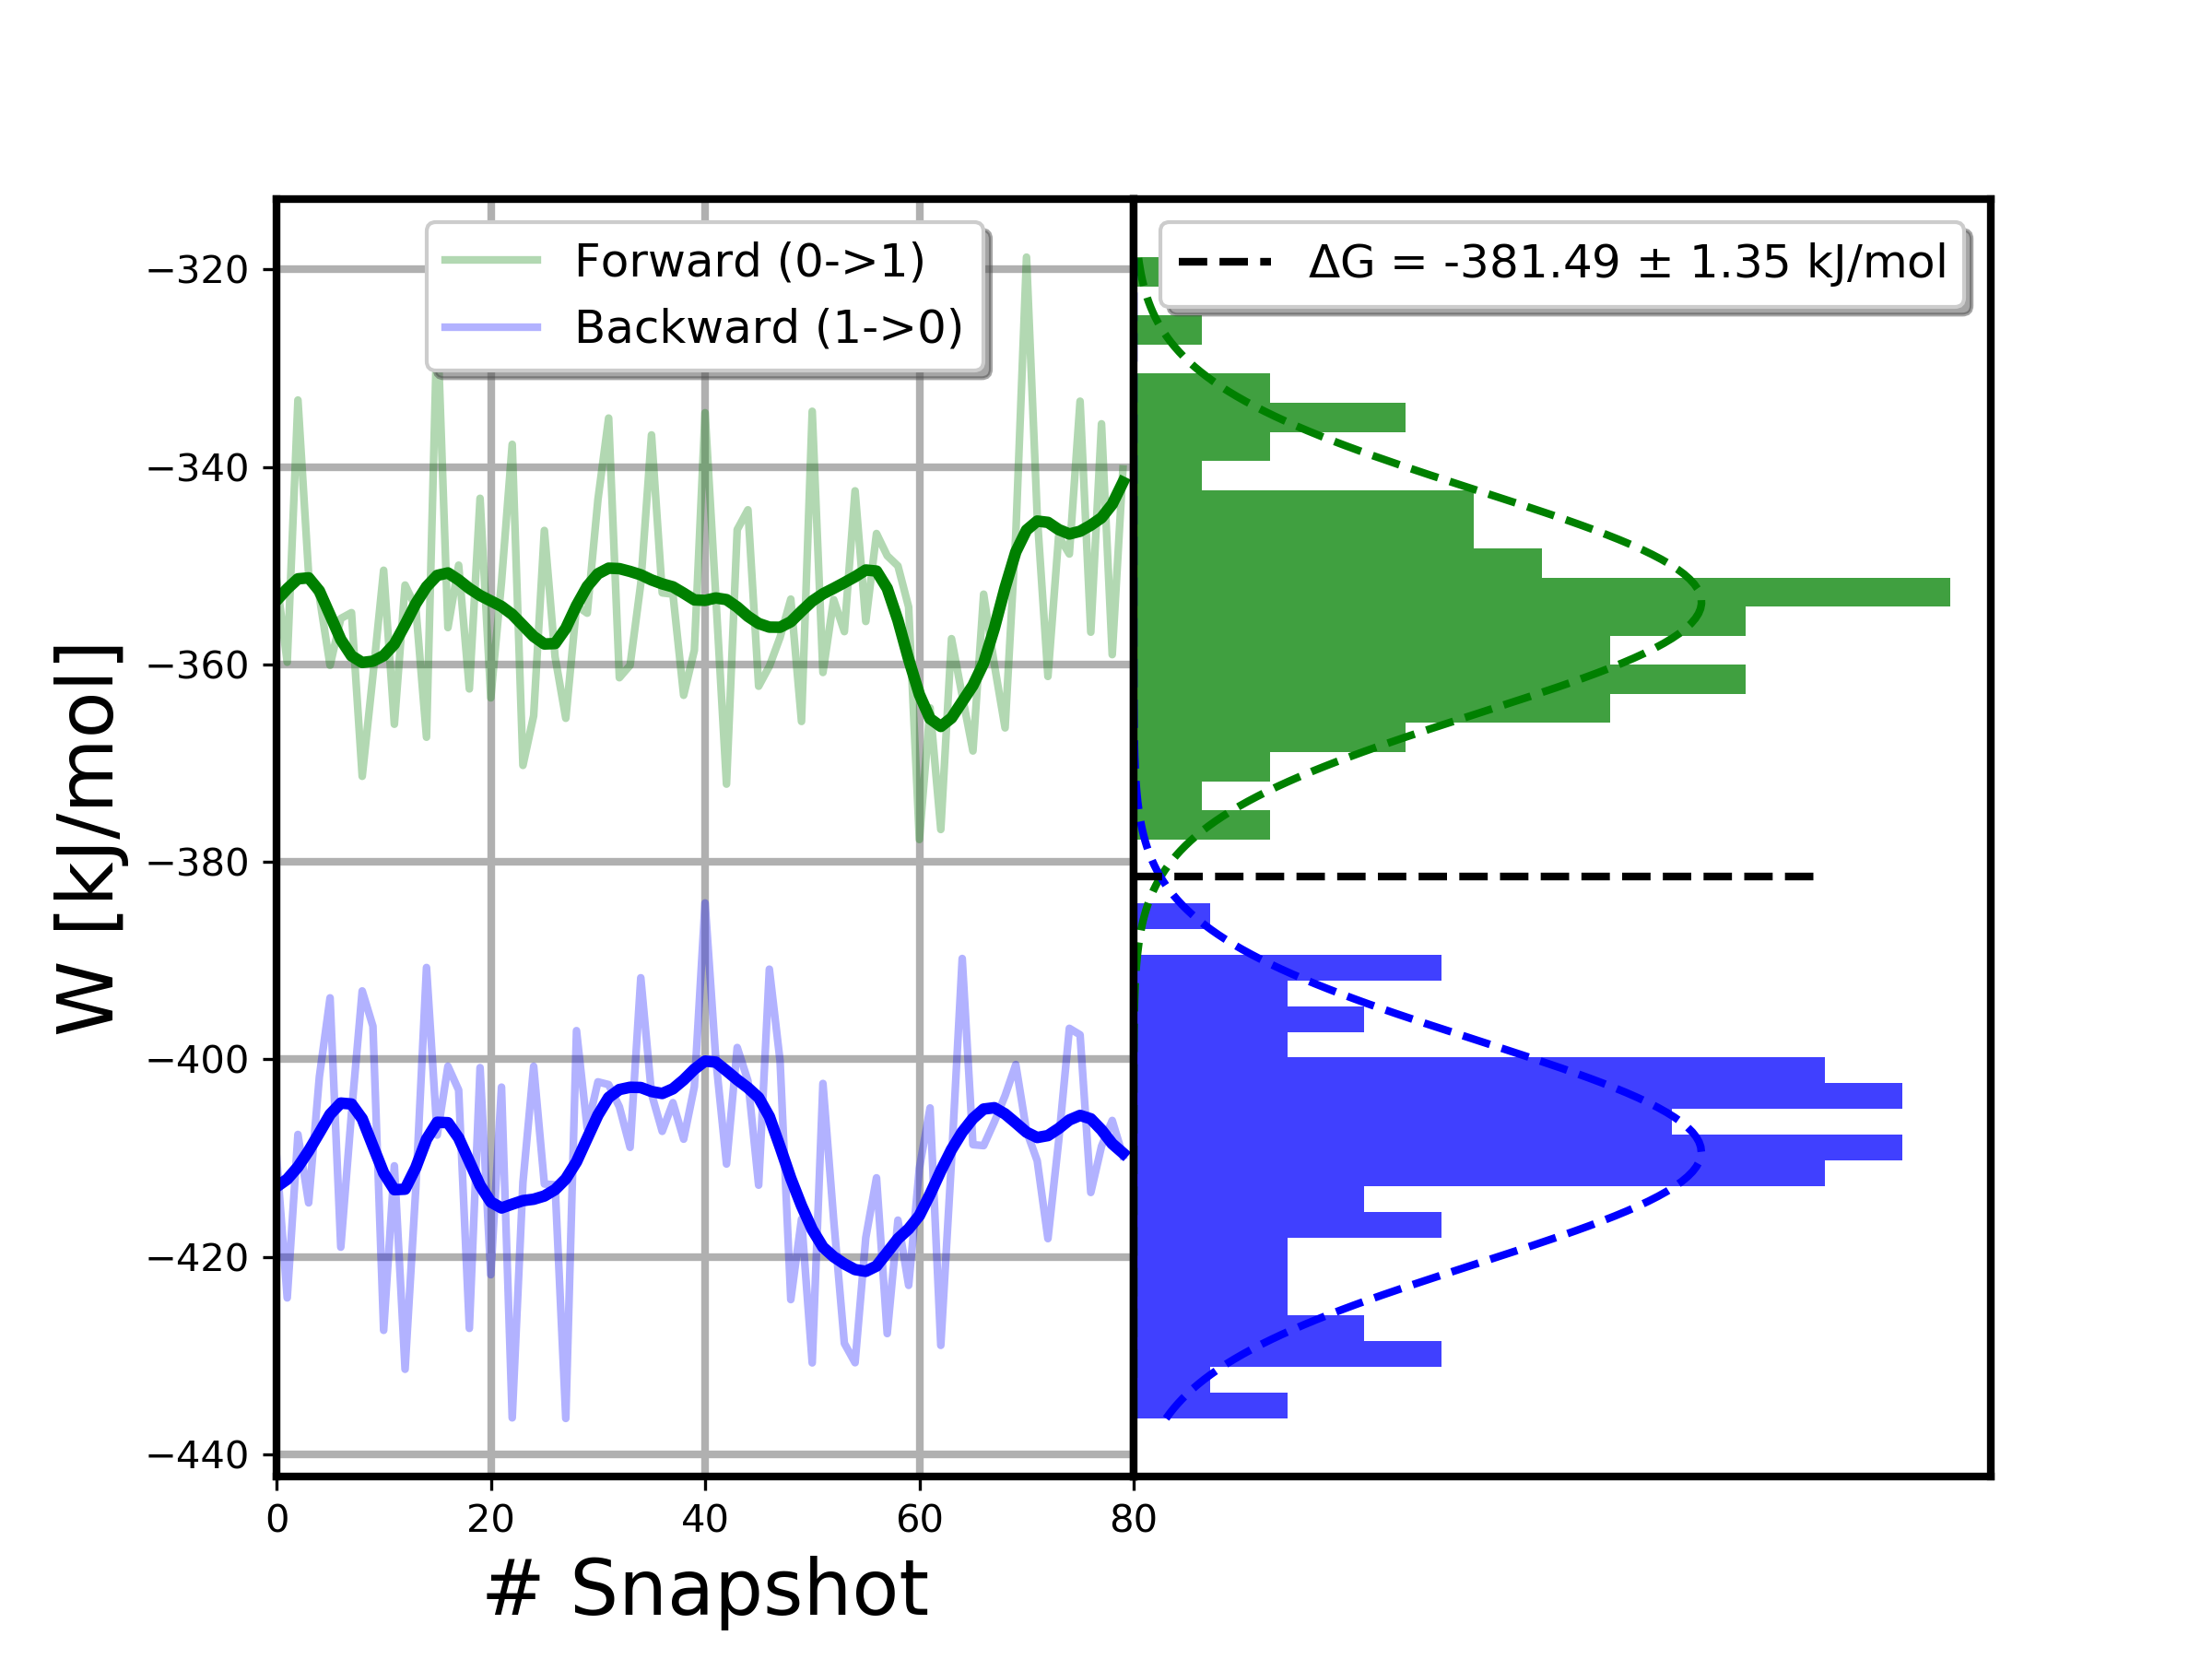 Forward (0->1)
Backward (1->0)
ΔG = -381.49 ± 1.35 kJ/mol
−320
−340
−360
−380
−400
−420
−440
W [kJ/mol]
0 20 40 60 80
# Snapshot